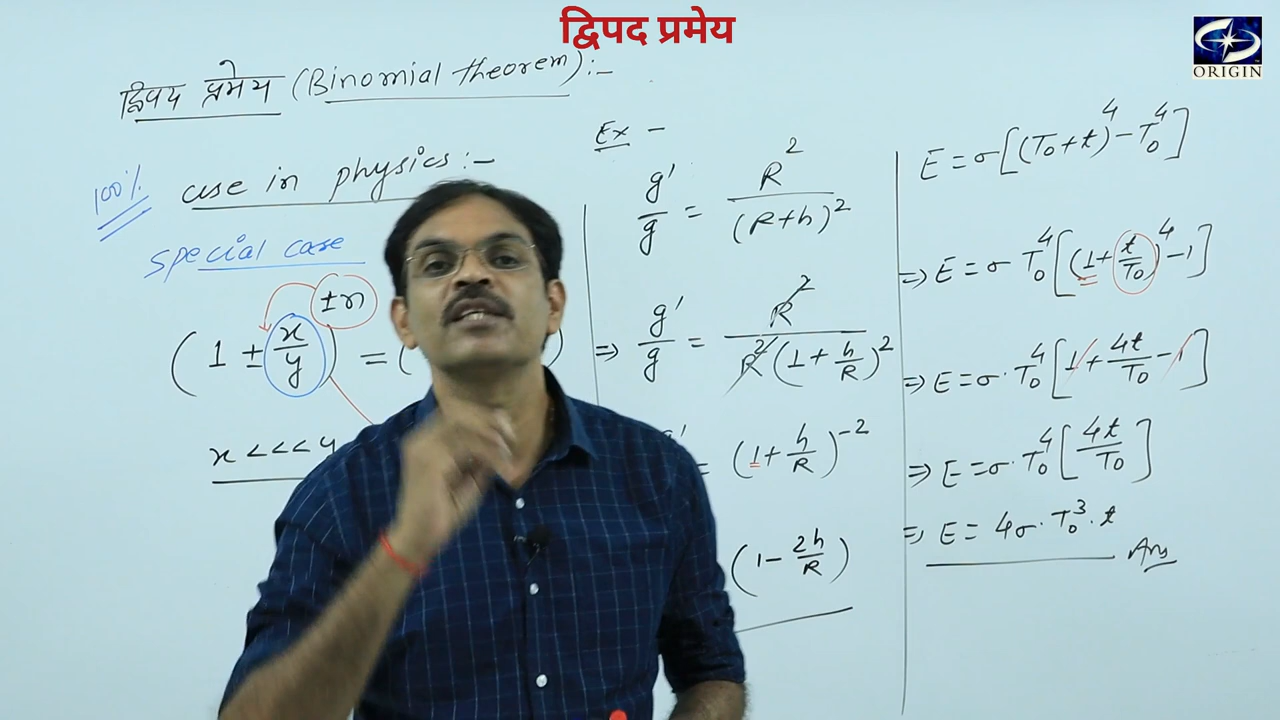 द्विपद प्रमेय
ORIGIN
द्विपद प्रमेय (Binomial theorem):-
100%
use in physics:-
special case
(1 ± x/y)^±n = (
x <<< y
Ex -
g'/g = R²/(R+h)²
⇒ g'/g = R²/R²(1 + h/R)²
g' = (1 + h/R)^-2
(1 - 2h/R)
E = σ[(T₀+t)⁴ - T₀⁴]
⇒ E = σ T₀⁴[(1 + t/T₀)⁴ - 1]
⇒ E = σ · T₀⁴[1 + 4t/T₀ - 1]
⇒ E = σ · T₀⁴[4t/T₀]
⇒ E = 4σ · T₀³ · t
Ans